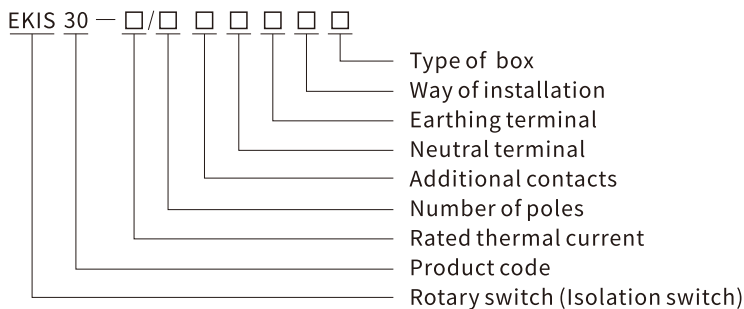 EKIS 30 — □/□ □ □ □ □ □
Type of box
Way of installation
Earthing terminal
Neutral terminal
Additional contacts
Number of poles
Rated thermal current
Product code
Rotary switch (Isolation switch)